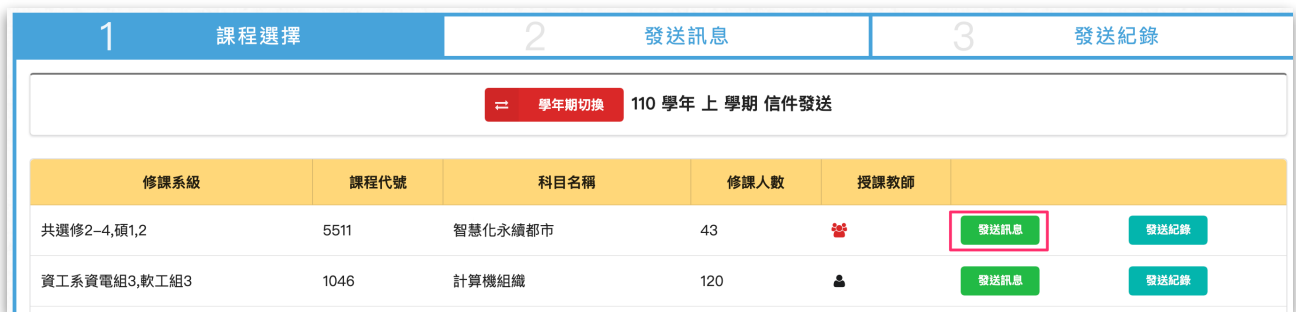 1 課程選擇 2 發送訊息 3 發送紀錄
學年期切換 110 學年 上 學期 信件發送
修課系級 課程代號 科目名稱 修課人數 授課教師
共選修2–4,碩1,2 5511 智慧化永續都市 43 發送訊息 發送紀錄
資工系資電組3,軟工組3 1046 計算機組織 120 發送訊息 發送紀錄